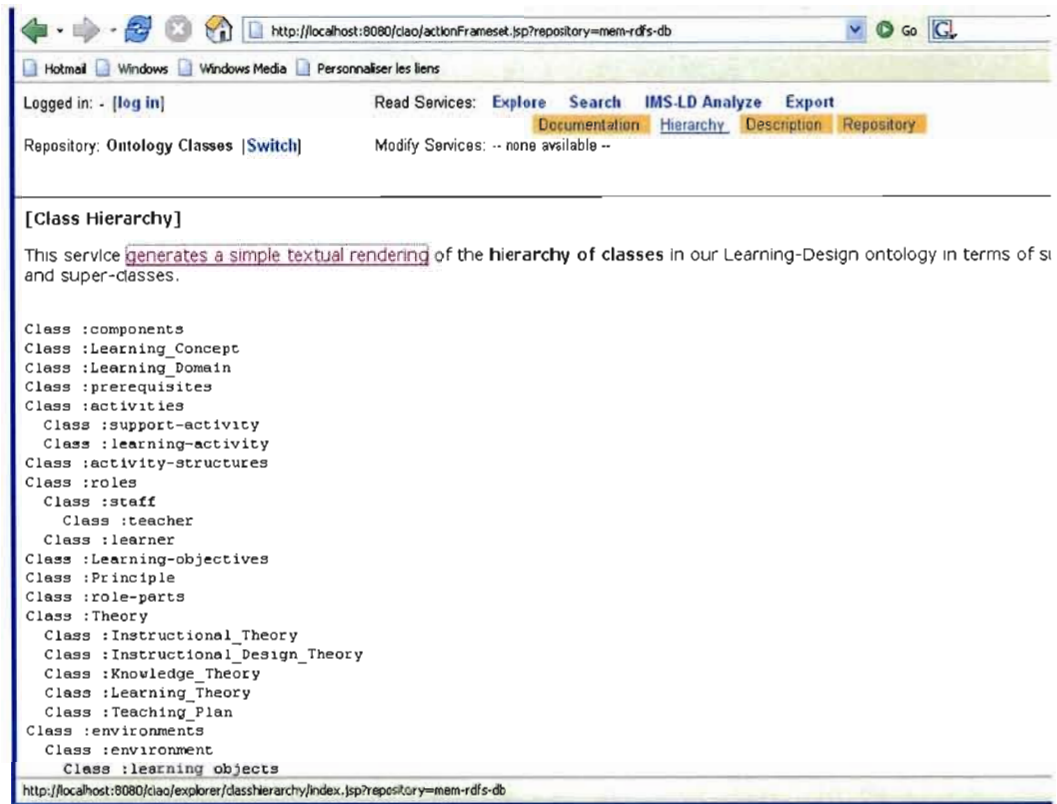 http://localhost:8080/ciao/actionFrameset.jsp?repository=mem-rdfs-db Go G
Hotmail Windows Windows Media Personnaliser les liens
Logged in: - [log in] Read Services: Explore Search IMS-LD Analyze Export
Documentation Hierarchy Description Repository
Repository: Ontology Classes [Switch] Modify Services: -- none available --
[Class Hierarchy]
This service generates a simple textual rendering of the hierarchy of classes in our Learning-Design ontology in terms of
and super-classes.
Class :components
Class :Learning_Concept
Class :Learning_Domain
Class :prerequisites
Class :activities
Class :support-activity
Class :learning-activity
Class :activity-structures
Class :roles
Class :staff
Class :teacher
Class :learner
Class :Learning-objectives
Class :Principle
Class :role-parts
Class :Theory
Class :Instructional_Theory
Class :Instructional_Design_Theory
Class :Knowledge_Theory
Class :Learning_Theory
Class :Teaching_Plan
Class :environments
Class :environment
Class :learning objects
http://localhost:8080/ciao/explorer/classhierarchy/index.jsp?repository=mem-rdfs-db